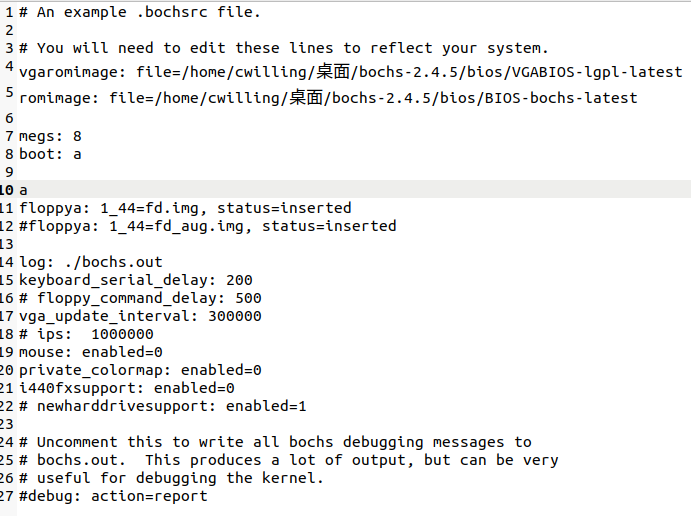 1 # An example .bochsrc file.
2
3 # You will need to edit these lines to reflect your system.
4 vgaromimage: file=/home/cwilling/桌面/bochs-2.4.5/bios/VGABIOS-lgpl-latest
5 romimage: file=/home/cwilling/桌面/bochs-2.4.5/bios/BIOS-bochs-latest
6
7 megs: 8
8 boot: a
9
10 a
11 floppya: 1_44=fd.img, status=inserted
12 #floppya: 1_44=fd_aug.img, status=inserted
13
14 log: ./bochs.out
15 keyboard_serial_delay: 200
16 # floppy_command_delay: 500
17 vga_update_interval: 300000
18 # ips:  1000000
19 mouse: enabled=0
20 private_colormap: enabled=0
21 i440fxsupport: enabled=0
22 # newharddrivesupport: enabled=1
23
24 # Uncomment this to write all bochs debugging messages to
25 # bochs.out.  This produces a lot of output, but can be very
26 # useful for debugging the kernel.
27 #debug: action=report